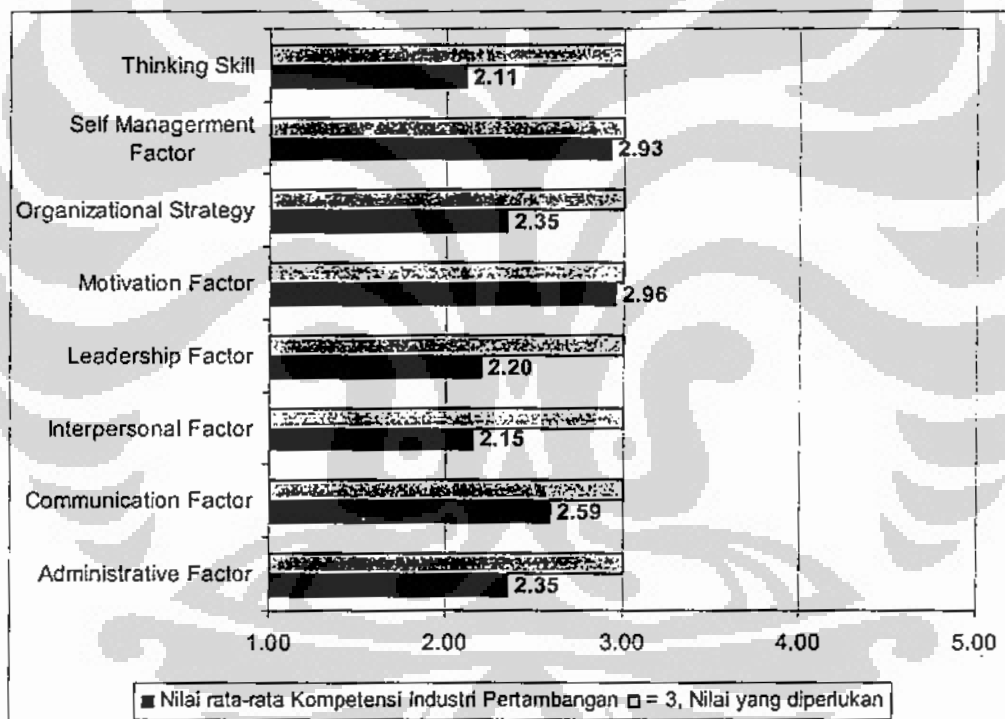 Thinking Skill
2.11
Self Managerment
Factor
2.93
Organizational Strategy
2.35
Motivation Factor
2.96
Leadership Factor
2.20
Interpersonal Factor
2.15
Communication Factor
2.59
Administrative Factor
2.35
1.00 2.00 3.00 4.00 5.00
Nilai rata-rata Kompetensi Industri Pertambangan = 3, Nilai yang diperlukan